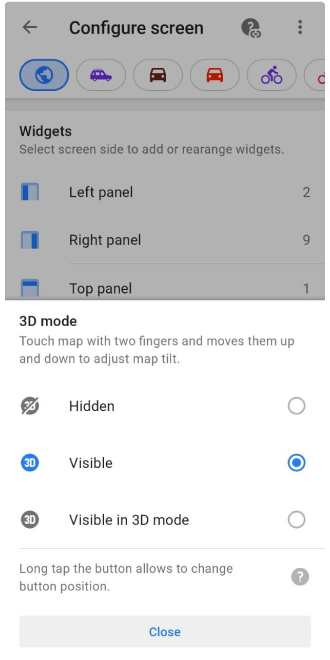 Configure screen
Widgets
Select screen side to add or rearrange widgets.
Left panel 2
Right panel 9
Top panel 1
3D mode
Touch map with two fingers and moves them up
and down to adjust map tilt.
3D Hidden
3D Visible
3D Visible in 3D mode
Long tap the button allows to change
button position.
Close